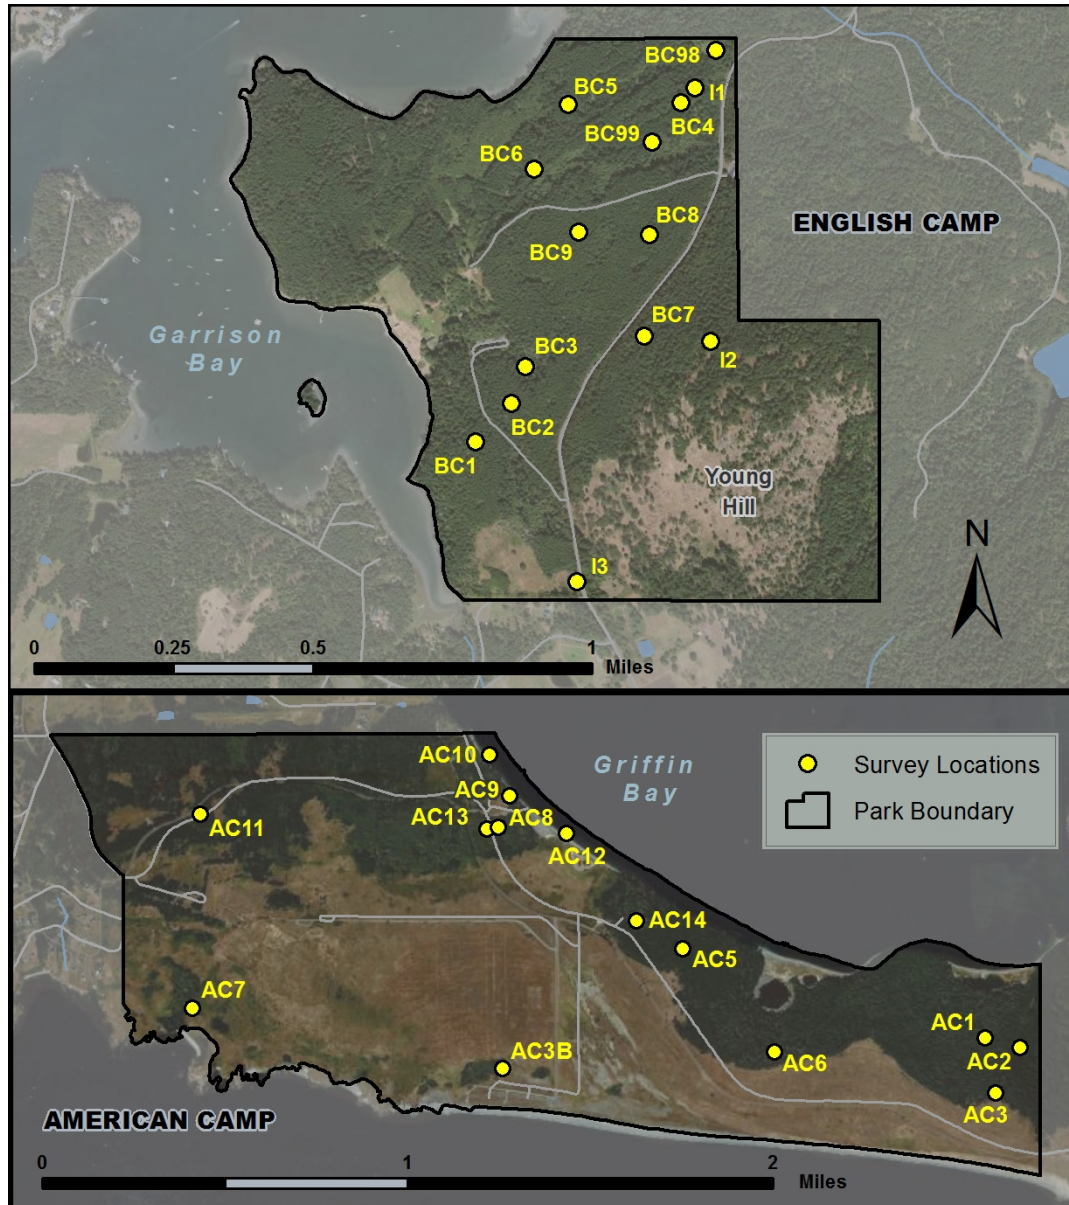 BC98
BC5
I1
BC4
BC99
BC6
BC8
ENGLISH CAMP
BC9
Garrison
Bay
BC7
BC3
I2
BC2
BC1
Young
Hill
N
I3
0
0.25
0.5
1
Miles
AC10
Griffin
Bay
AC9
Survey Locations
AC11
AC13
AC8
Park Boundary
AC12
AC14
AC5
AC7
AC1
AC2
AC3B
AC6
AC3
AMERICAN CAMP
0
1
2
Miles